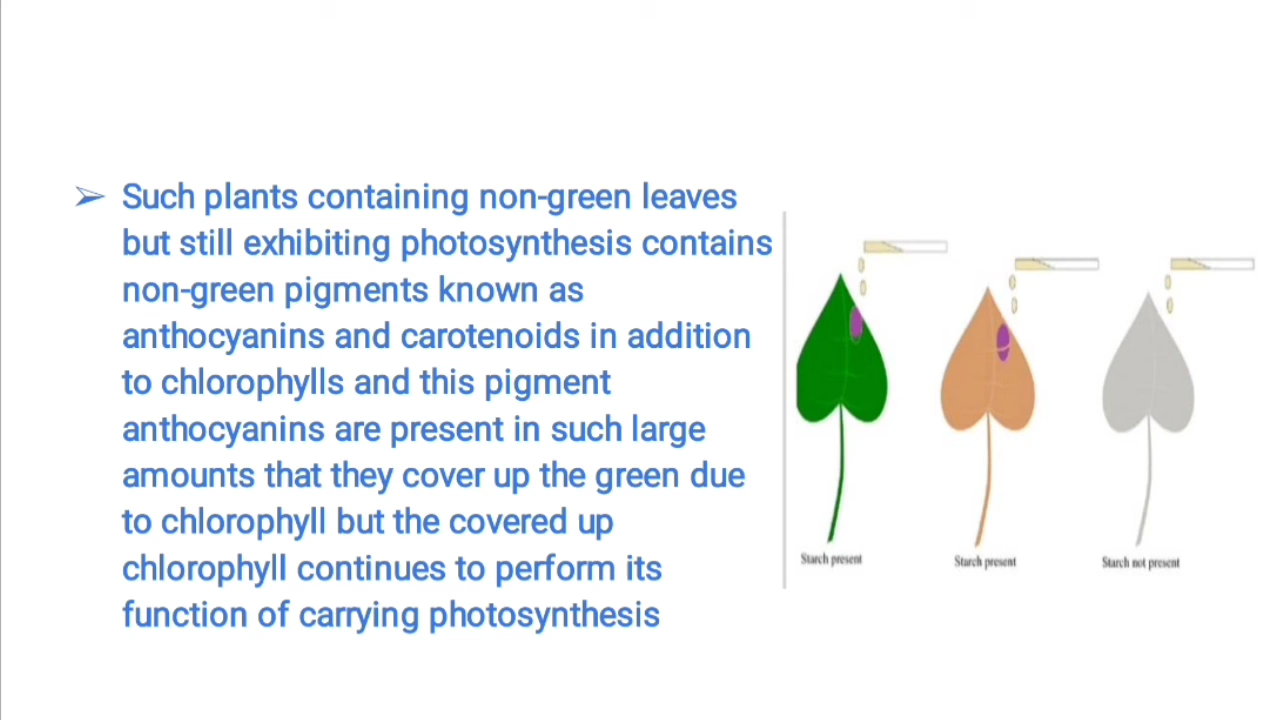 ➢ Such plants containing non-green leaves
but still exhibiting photosynthesis contains
non-green pigments known as
anthocyanins and carotenoids in addition
to chlorophylls and this pigment
anthocyanins are present in such large
amounts that they cover up the green due
to chlorophyll but the covered up
chlorophyll continues to perform its
function of carrying photosynthesis
Starch present
Starch present
Starch not present